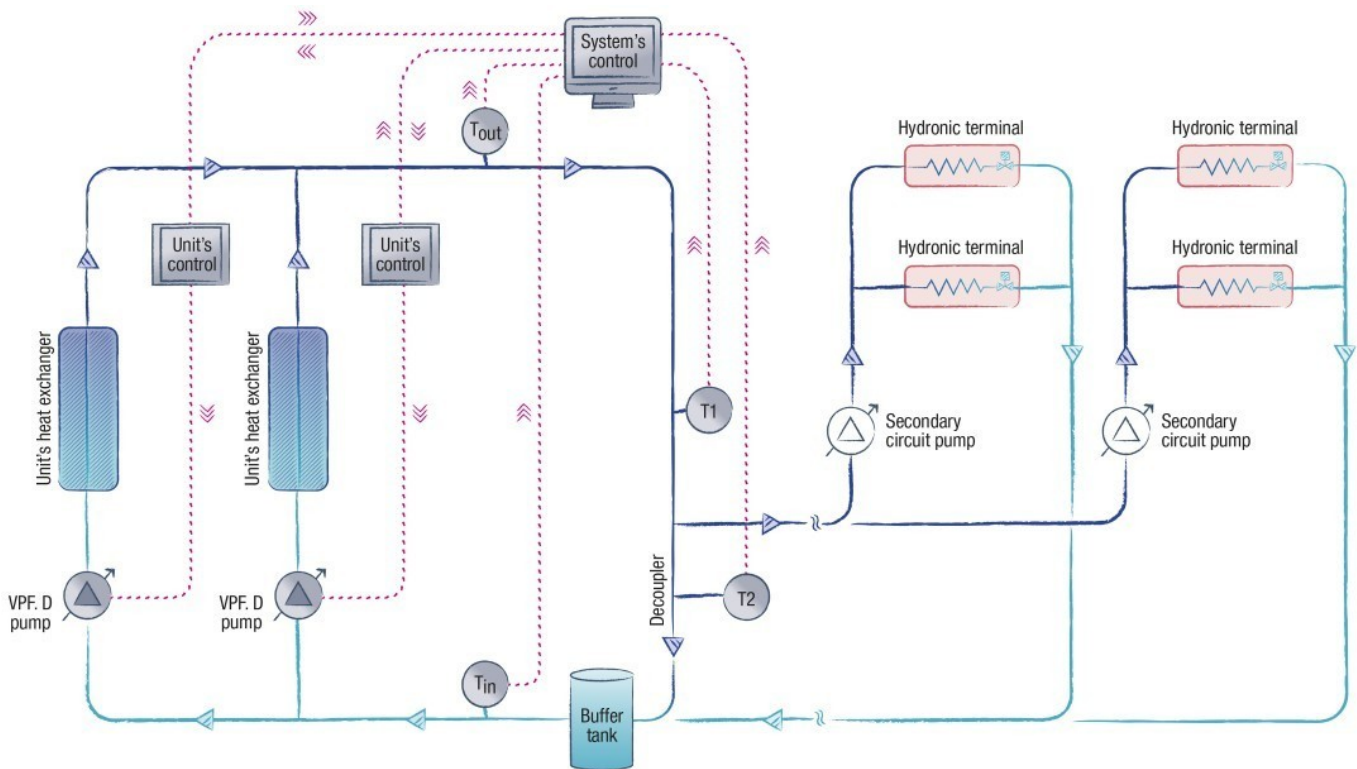 System's
control
Tout
Hydronic terminal
Hydronic terminal
Unit's
control
Unit's
control
Hydronic terminal
Hydronic terminal
Unit's heat exchanger
Unit's heat exchanger
T1
Secondary
circuit pump
Secondary
circuit pump
Decoupler
VPF. D
pump
VPF. D
pump
T2
Tin
Buffer
tank